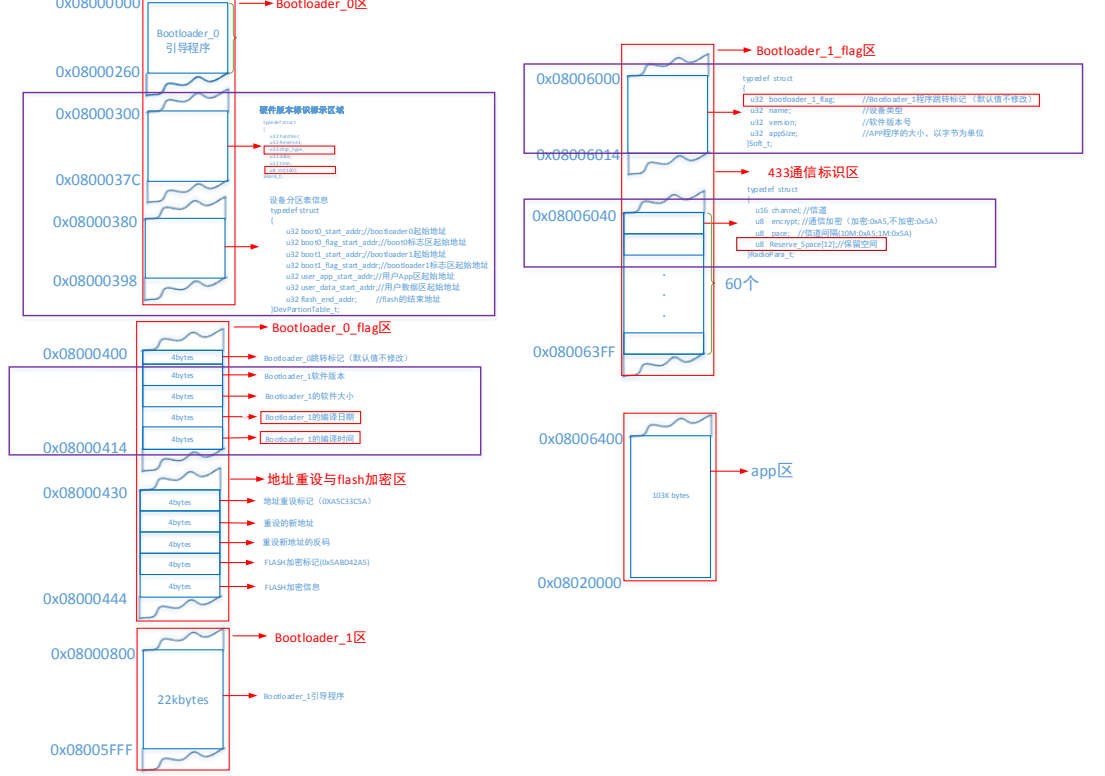 0x08000000
Bootloader_0区
Bootloader_0
引导程序
0x08000260
0x08000300
硬件版本标识标示区域
typedef struct
{
0x0800037C
设备分区表信息
typedef struct
{
u32 boot0_start_addr;//bootloader0起始地址
u32 boot0_flag_start_addr;//boot0标志区起始地址
u32 boot1_start_addr;//bootloader1起始地址
u32 boot1_flag_start_addr;//bootloader1标志区起始地址
u32 user_app_start_addr;//用户App区起始地址
u32 user_data_start_addr;//用户数据区起始地址
u32 flash_end_addr; //flash的结束地址
}DevPartionTable_t;
0x08000380
0x08000398
Bootloader_0_flag区
0x08000400
4bytes
Bootloader_0跳转标记（默认值不修改）
4bytes
Bootloader_1软件版本
4bytes
Bootloader_1的软件大小
4bytes
Bootloader_1的编译日期
4bytes
Bootloader_1的编译时间
0x08000414
地址重设与flash加密区
0x08000430
4bytes
地址重设标记（0XA5C33C5A）
4bytes
重设的新地址
4bytes
重设新地址的反码
4bytes
FLASH加密标记(0x5ABD42A5)
4bytes
FLASH加密信息
0x08000444
Bootloader_1区
0x08000800
22kbytes
Bootloader_1引导程序
0x08005FFF
Bootloader_1_flag区
0x08006000
typedef struct
{
u32 bootloader_1_flag; //Bootloader_1程序跳转标记 （默认值不修改）
u32 name; //设备类型
u32 version; //软件版本号
u32 appSize; //APP程序的大小，以字节为单位
}Soft_t;
0x08006014
433通信标识区
typedef struct
{
u16 channel; //信道
u8 encrypt; //通信加密（加密:0xA5,不加密:0x5A）
u8 pace; //信道间隔(10M:0xA5;1M:0x5A)
u8 Reserve_Space[12];//保留空间
}RadioPara_t;
0x08006040
.
.
.
60个
0x080063FF
0x08006400
103K bytes
app区
0x08020000